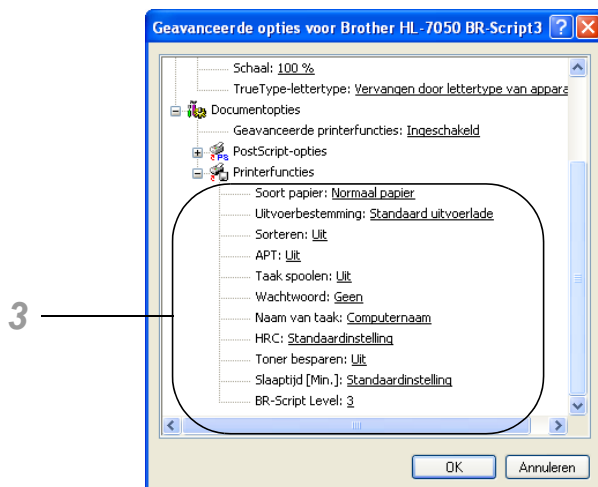 Geavanceerde opties voor Brother HL-7050 BR-Script3
Schaal: 100 %
TrueType-lettertype: Vervangen door lettertype van appara
Documentopties
Geavanceerde printerfuncties: Ingeschakeld
PS PostScript-opties
Printerfuncties
Soort papier: Normaal papier
Uitvoerbestemming: Standaard uitvoerlade
Sorteren: Uit
APT: Uit
Taak spoolen: Uit
Wachtwoord: Geen
3
Naam van taak: Computernaam
HRC: Standaardinstelling
Toner besparen: Uit
Slaaptijd [Min.]: Standaardinstelling
BR-Script Level: 3
OK
Annuleren